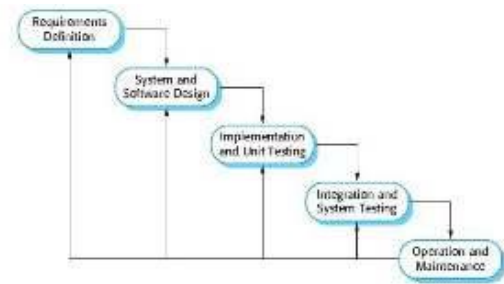 Requirements
Definition
System and
Software Design
Implementation
and Unit Testing
Integration and
System Testing
Operation and
Maintenance